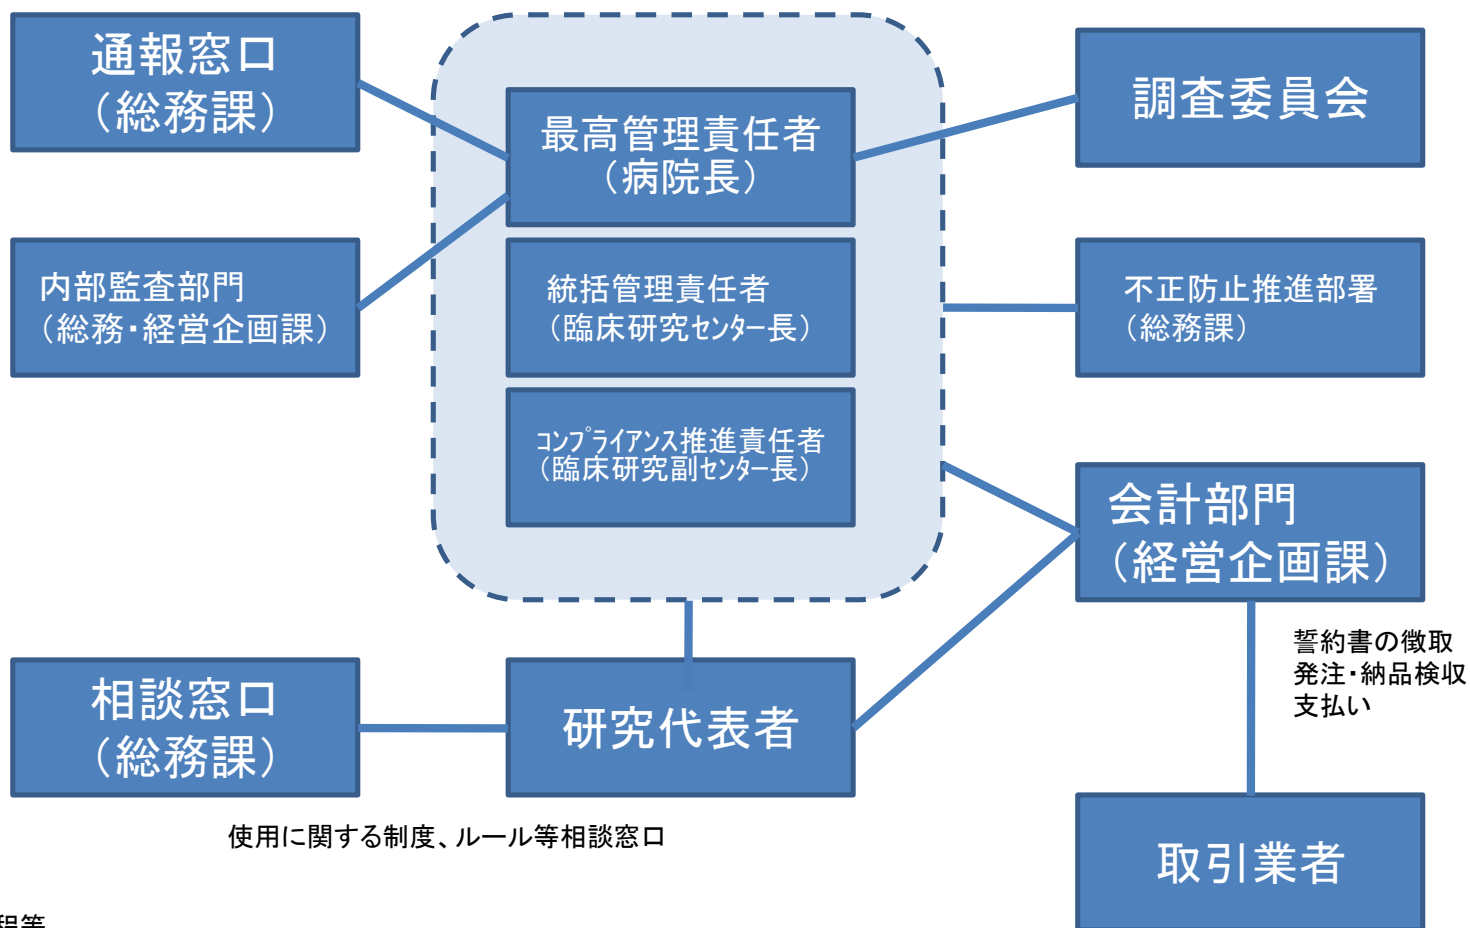 通報窓口
（総務課）
最高管理責任者
（病院長）
調査委員会
内部監査部門
（総務・経営企画課）
統括管理責任者
（臨床研究ｾﾝﾀｰ長）
不正防止推進部署
（総務課）
ｺﾝﾌﾟﾗｲｱﾝｽ推進責任者
（臨床研究副ｾﾝﾀｰ長）
会計部門
（経営企画課）
誓約書の徴取
発注・納品検収
支払い
相談窓口
（総務課）
研究代表者
使用に関する制度、ルール等相談窓口
取引業者
程等